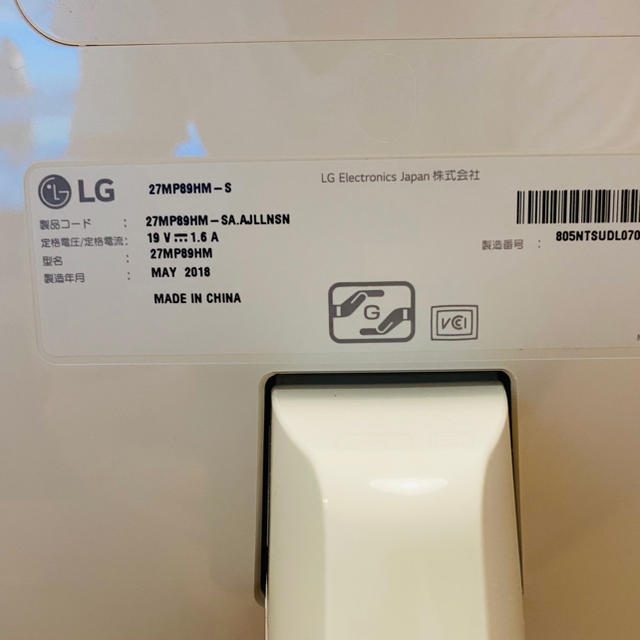 LG
27MP89HM-S
LG Electronics Japan 株式会社
製品コード : 27MP89HM-SA.AJLLNSN
定格電圧/定格電流: 19 V ⎓ 1.6 A
型名 : 27MP89HM
製造年月 : MAY 2018
製造番号 : 805NTSUDL070
MADE IN CHINA
G
VCCI